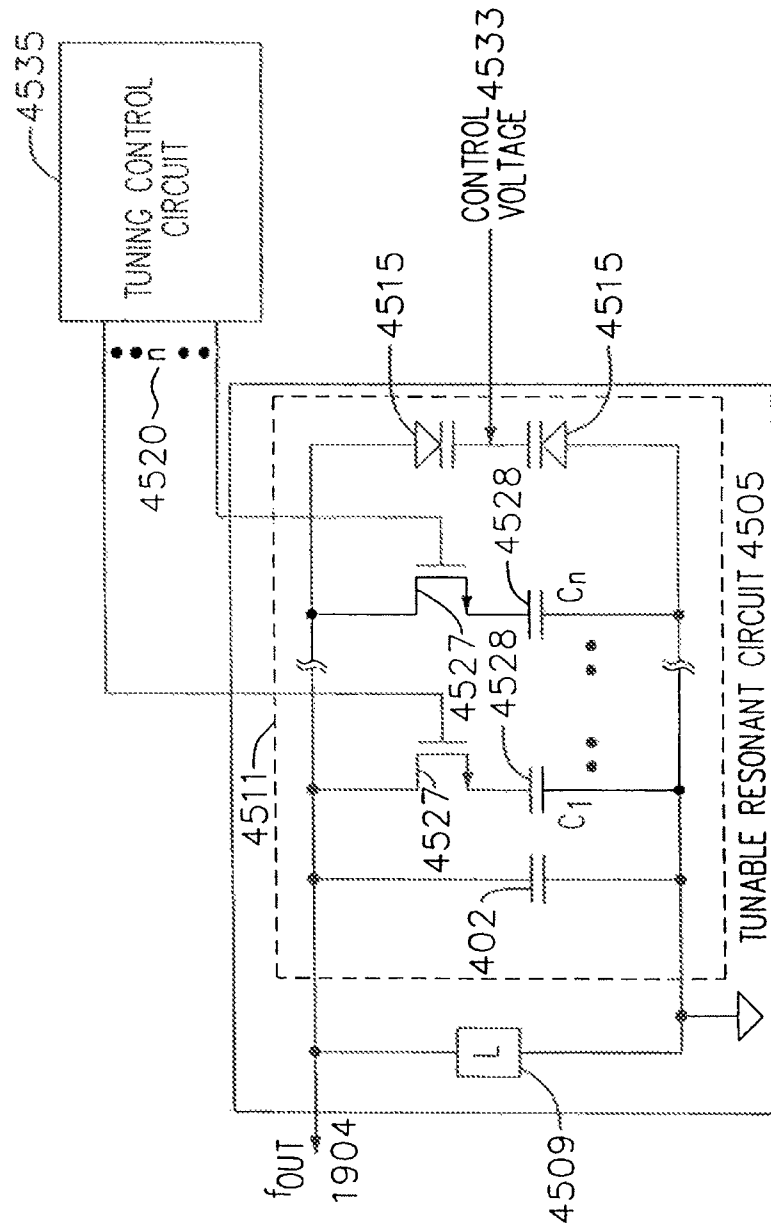 4535
TUNING CONTROL
CIRCUIT
n
4520
4511
CONTROL
VOLTAGE 4533
4515
4515
4527
4527
4528
4528
C1
Cn
402
L
4509
fOUT
1904
TUNABLE RESONANT CIRCUIT 4505